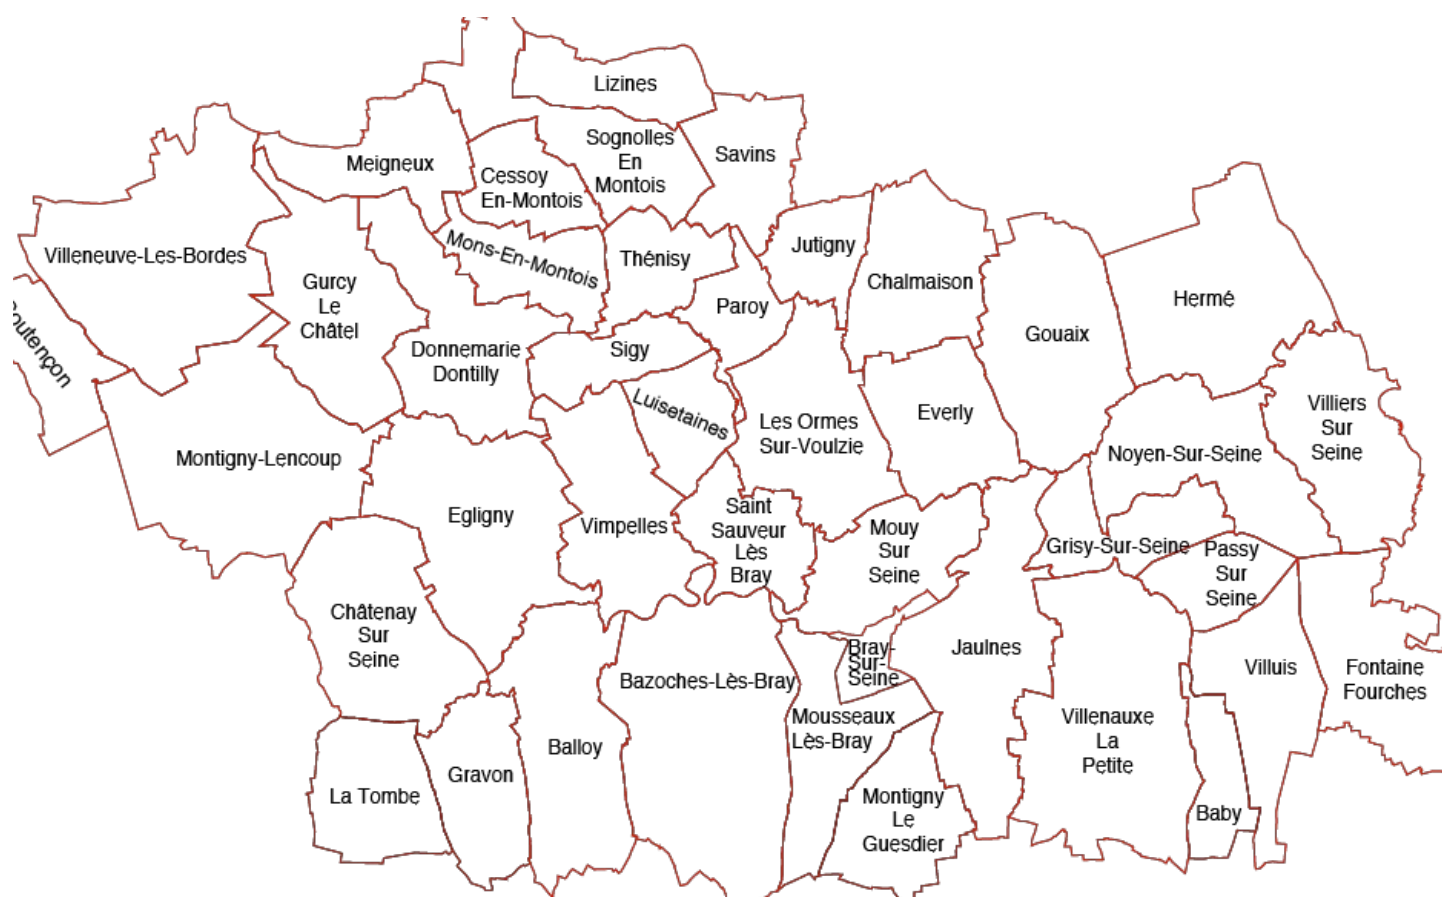 Lizines
Sognolles
En
Montois
Savins
Meigneux
Cessoy
En-Montois
Villeneuve-Les-Bordes
Mons-En-Montois
Thénisy
Jutigny
Chalmaison
Hermé
Gurcy
Le
Châtel
Paroy
Gouaix
outençon
Donnemarie
Dontilly
Sigy
Luisetaines
Les Ormes
Sur-Voulzie
Everly
Villiers
Sur
Seine
Montigny-Lencoup
Noyen-Sur-Seine
Egligny
Vimpelles
Saint
Sauveur
Lès
Bray
Mouy
Sur
Seine
Grisy-Sur-Seine
Passy
Sur
Seine
Châtenay
Sur
Seine
Bray-
Sur-
Seine
Jaulnes
Villuis
Fontaine
Fourches
Bazoches-Lès-Bray
Mousseaux
Lès-Bray
Villenauxe
La
Petite
Balloy
Gravon
La Tombe
Montigny
Le
Guesdier
Baby